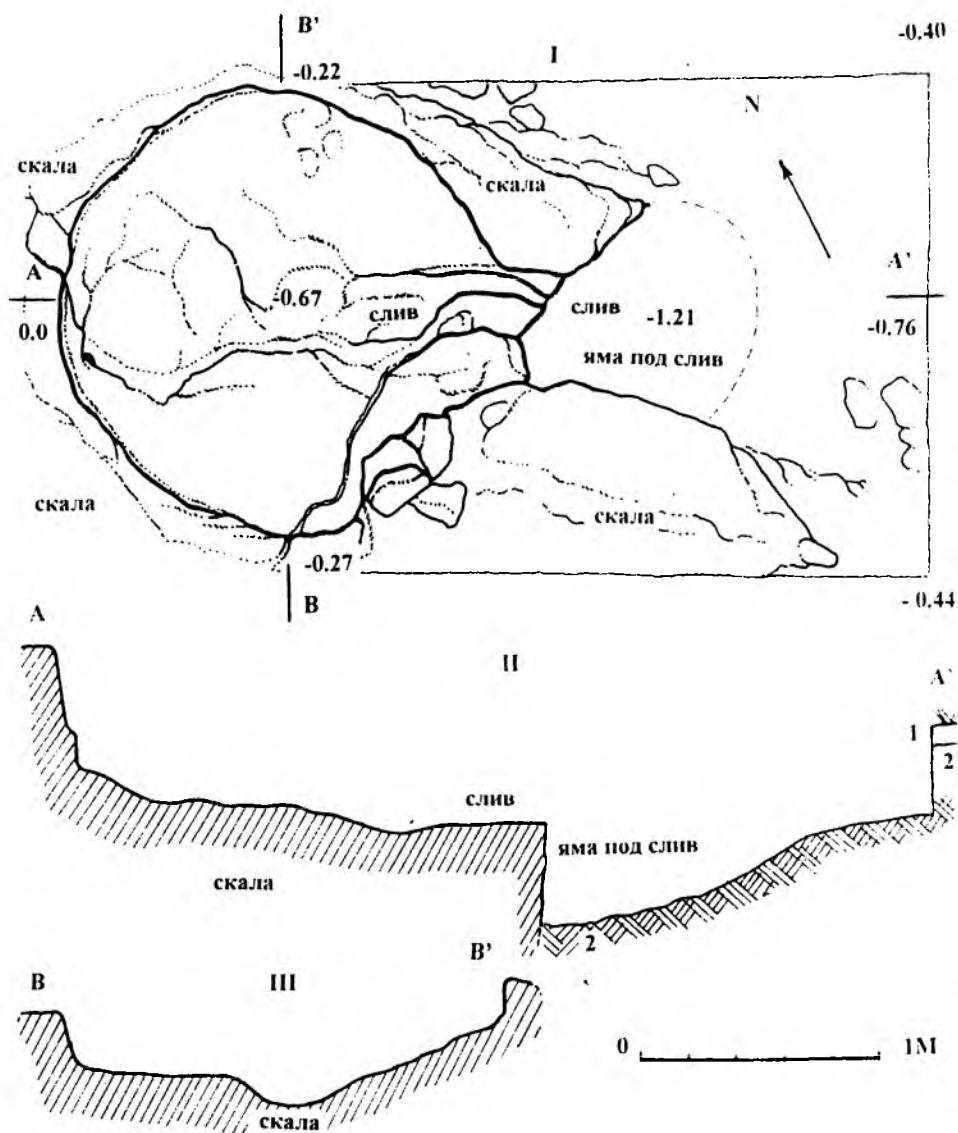 B'
-0.40
I
-0.22
N
скала
скала
A
A'
-0.67
слив
слив
-1.21
0.0
-0.76
яма под слив
скала
скала
-0.27
B
-0.44
A
II
A'
1
2
слив
яма под слив
скала
2
B'
B
III
0
1М
скала